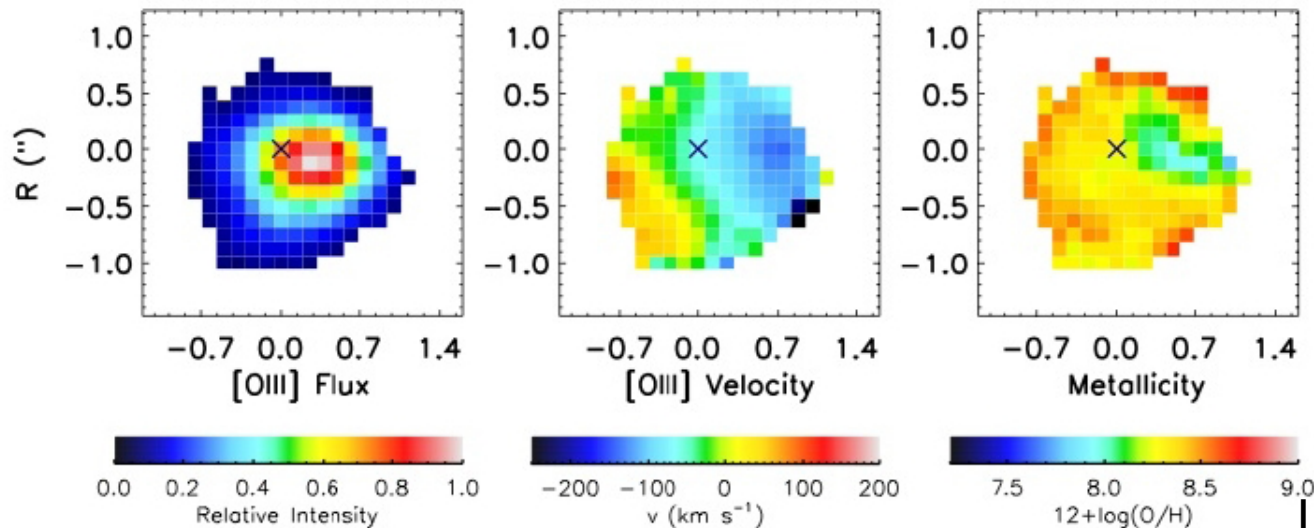 1.0
0.5
0.0
−0.5
−1.0
R (")
1.0
0.5
0.0
−0.5
−1.0
1.0
0.5
0.0
−0.5
−1.0
−0.7 0.0 0.7 1.4
−0.7 0.0 0.7 1.4
−0.7 0.0 0.7 1.4
[OIII] Flux
[OIII] Velocity
Metallicity
0.0 0.2 0.4 0.6 0.8 1.0
−200 −100 0 100 200
7.5 8.0 8.5 9.0
Relative Intensity
v (km s⁻¹)
12+log(O/H)